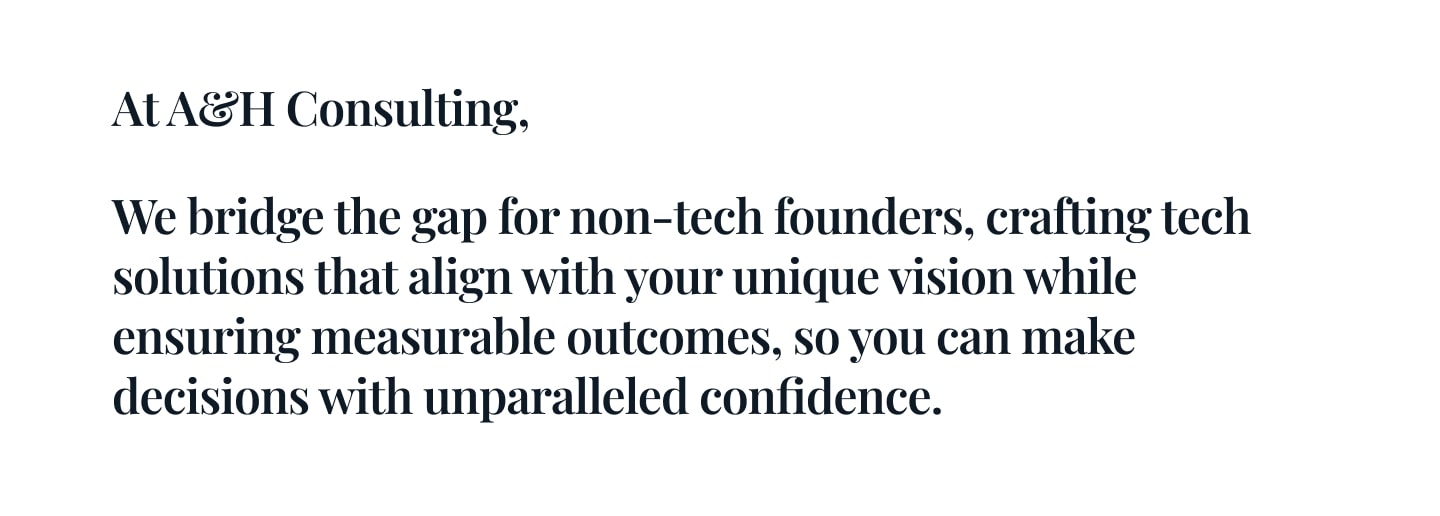 At A&H Consulting,
We bridge the gap for non-tech founders, crafting tech
solutions that align with your unique vision while
ensuring measurable outcomes, so you can make
decisions with unparalleled confidence.